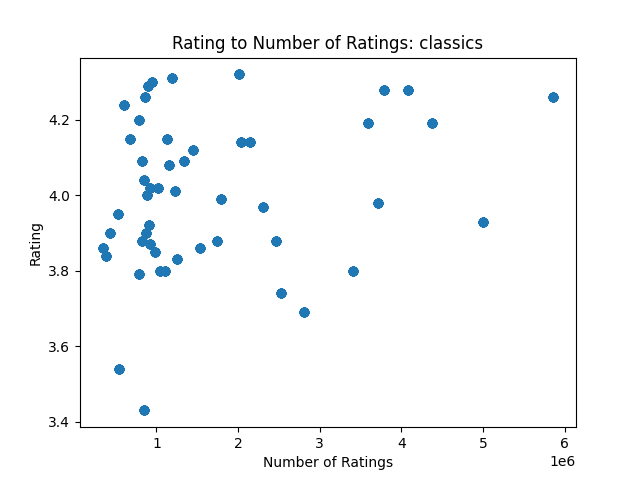 Rating to Number of Ratings: classics
4.2
4.0
3.8
3.6
3.4
Rating
1
2
3
4
5
6
1e6
Number of Ratings